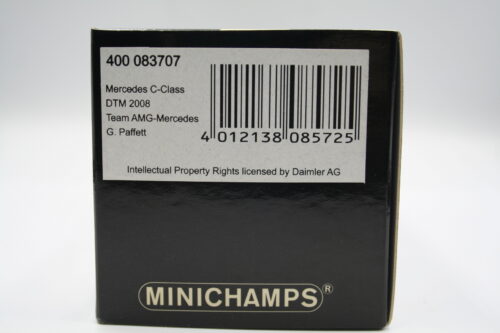 400 083707
Mercedes C-Class
DTM 2008
Team AMG-Mercedes
G. Paffett
4 012138 085725
Intellectual Property Rights licensed by Daimler AG
MINICHAMPS®